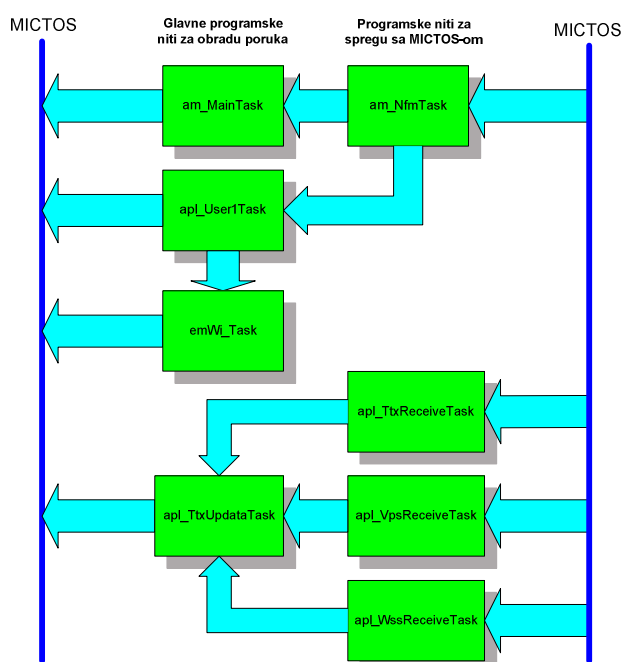 MICTOS
Glavne programske
niti za obradu poruka
Programske niti za
spregu sa MICTOS-om
MICTOS
am_MainTask
am_NfmTask
apl_User1Task
emWi_Task
apl_TtxReceiveTask
apl_TtxUpdataTask
apl_VpsReceiveTask
apl_WssReceiveTask